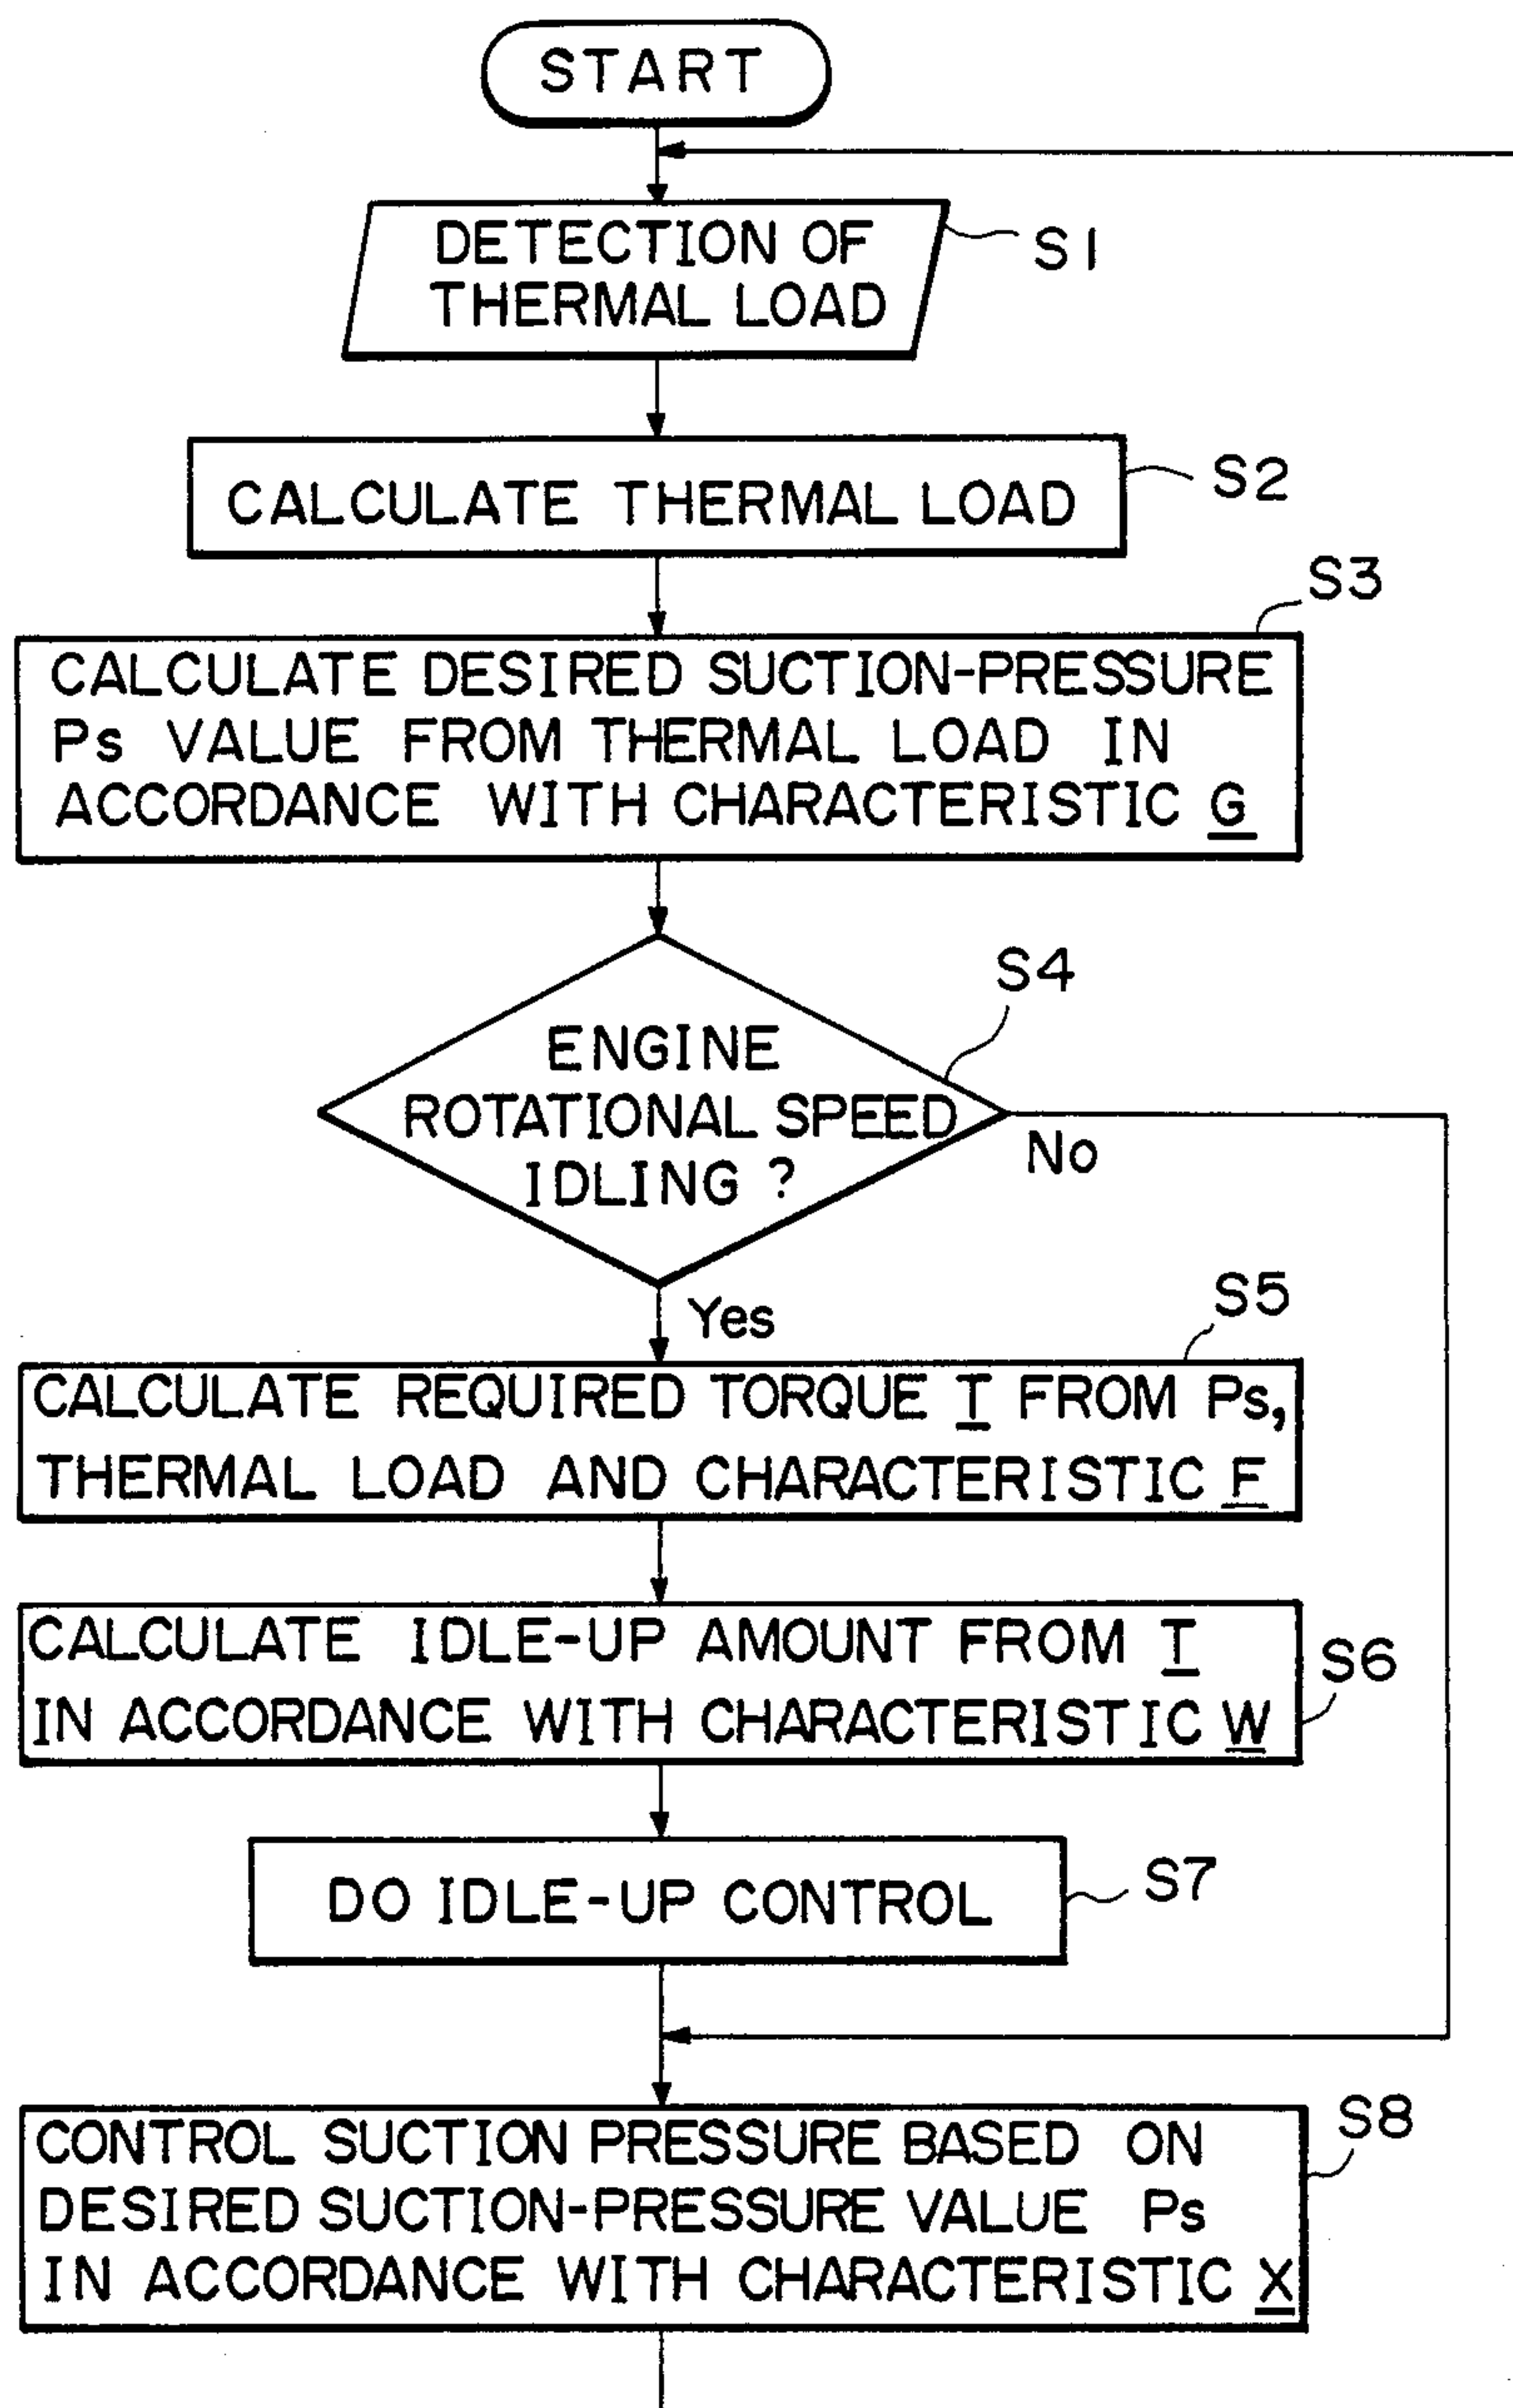 START
DETECTION OF
THERMAL LOAD
S1
CALCULATE THERMAL LOAD
S2
S3
CALCULATE DESIRED SUCTION-PRESSURE
Ps VALUE FROM THERMAL LOAD IN
ACCORDANCE WITH CHARACTERISTIC G
S4
ENGINE
ROTATIONAL SPEED
IDLING ?
No
Yes
S5
CALCULATE REQUIRED TORQUE T FROM Ps,
THERMAL LOAD AND CHARACTERISTIC F
CALCULATE IDLE-UP AMOUNT FROM T
IN ACCORDANCE WITH CHARACTERISTIC W
S6
DO IDLE-UP CONTROL
S7
S8
CONTROL SUCTION PRESSURE BASED ON
DESIRED SUCTION-PRESSURE VALUE Ps
IN ACCORDANCE WITH CHARACTERISTIC X